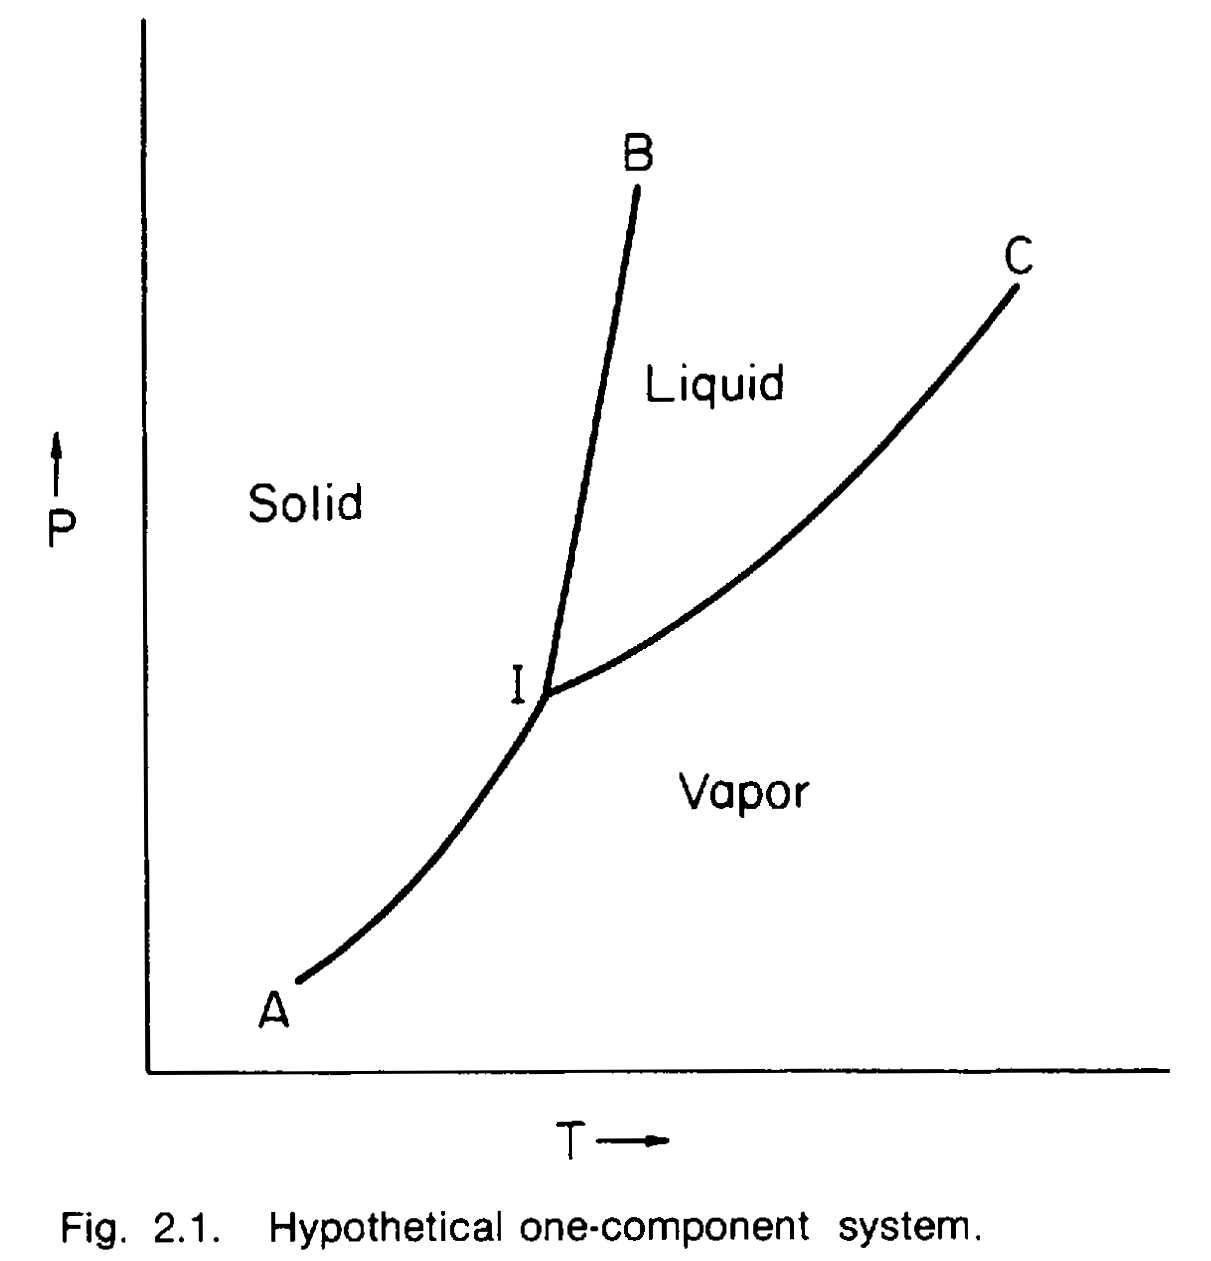 B
C
Liquid
Solid
P
I
Vapor
A
T
Fig. 2.1. Hypothetical one-component system.